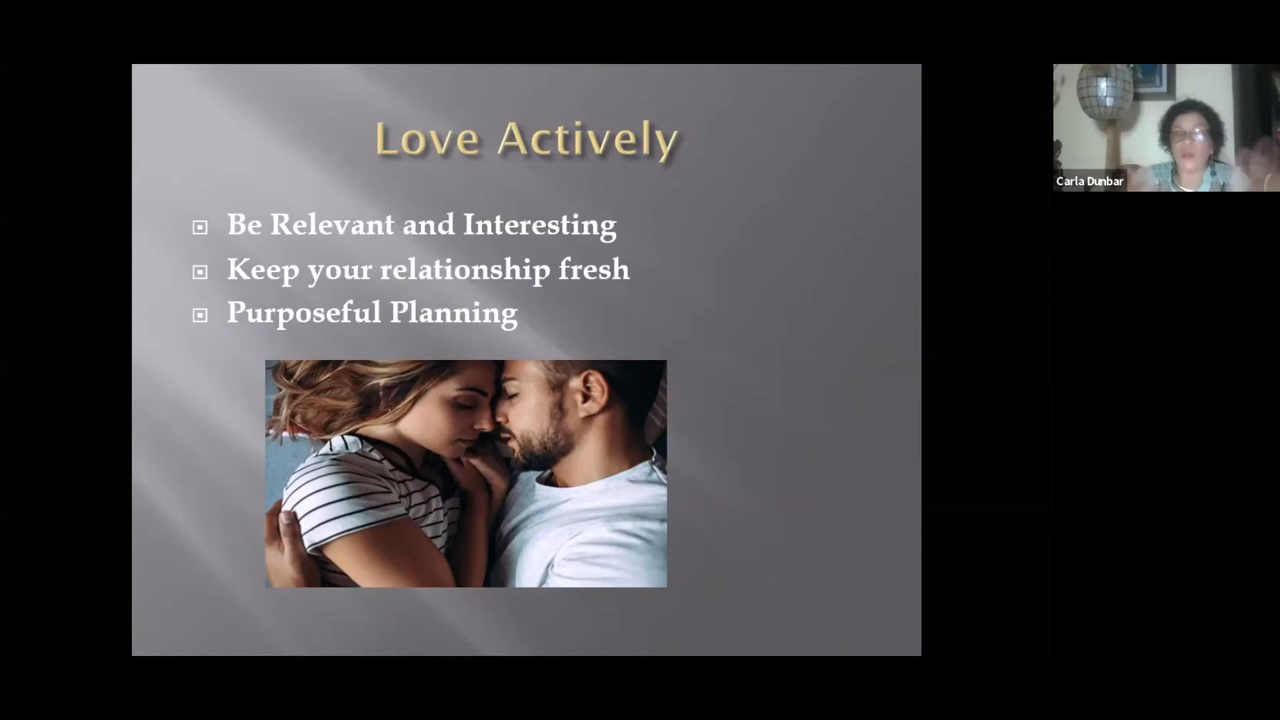 Love Actively
Be Relevant and Interesting
Keep your relationship fresh
Purposeful Planning
Carla Dunbar